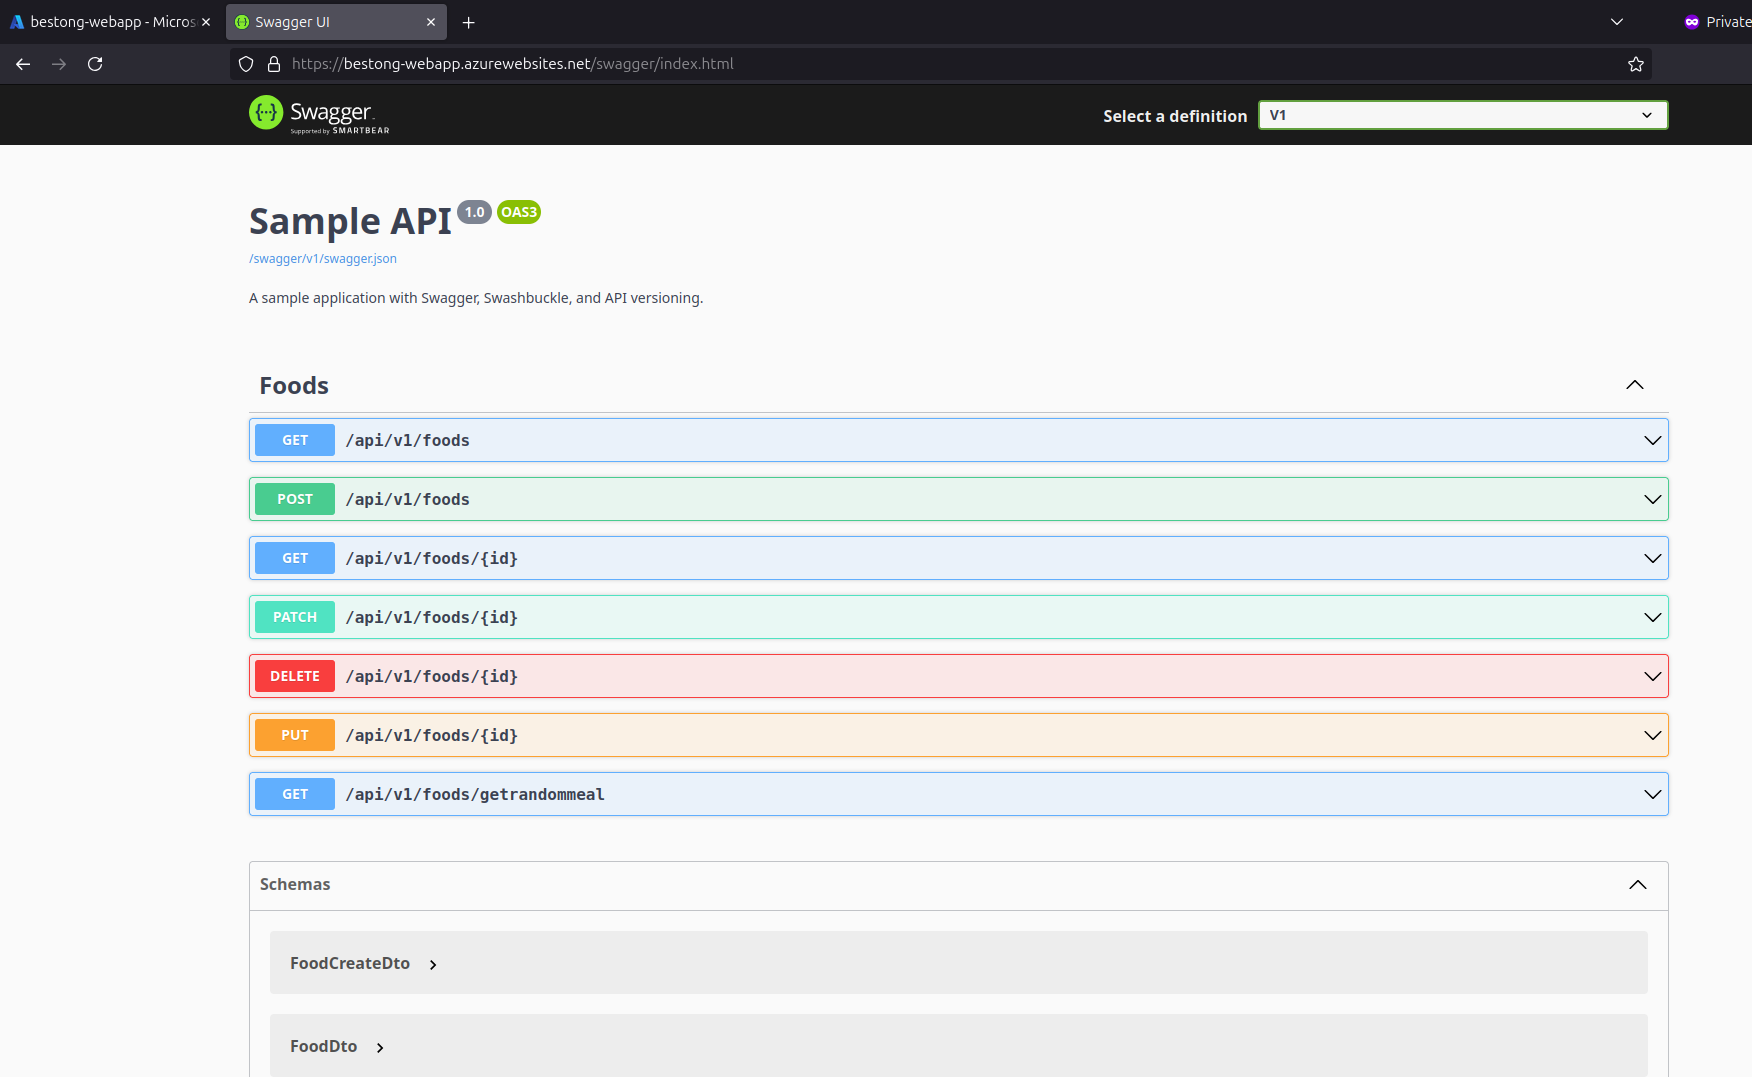 bestong-webapp - Micros
Swagger UI
Private
https://bestong-webapp.azurewebsites.net/swagger/index.html
Swagger.
Supported by SMARTBEAR
Select a definition
V1
Sample API 1.0 OAS3
/swagger/v1/swagger.json
A sample application with Swagger, Swashbuckle, and API versioning.
Foods
GET /api/v1/foods
POST /api/v1/foods
GET /api/v1/foods/{id}
PATCH /api/v1/foods/{id}
DELETE /api/v1/foods/{id}
PUT /api/v1/foods/{id}
GET /api/v1/foods/getrandommeal
Schemas
FoodCreateDto
FoodDto